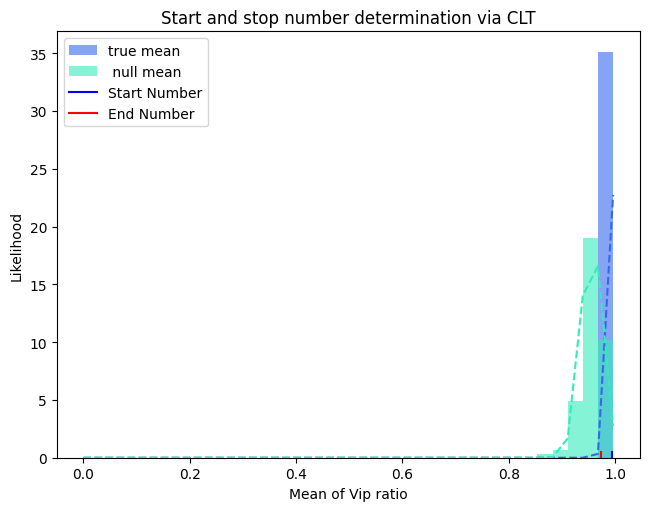 Start and stop number determination via CLT
true mean
null mean
Start Number
End Number
Likelihood
35
30
25
20
15
10
5
0
0.0 0.2 0.4 0.6 0.8 1.0
Mean of Vip ratio